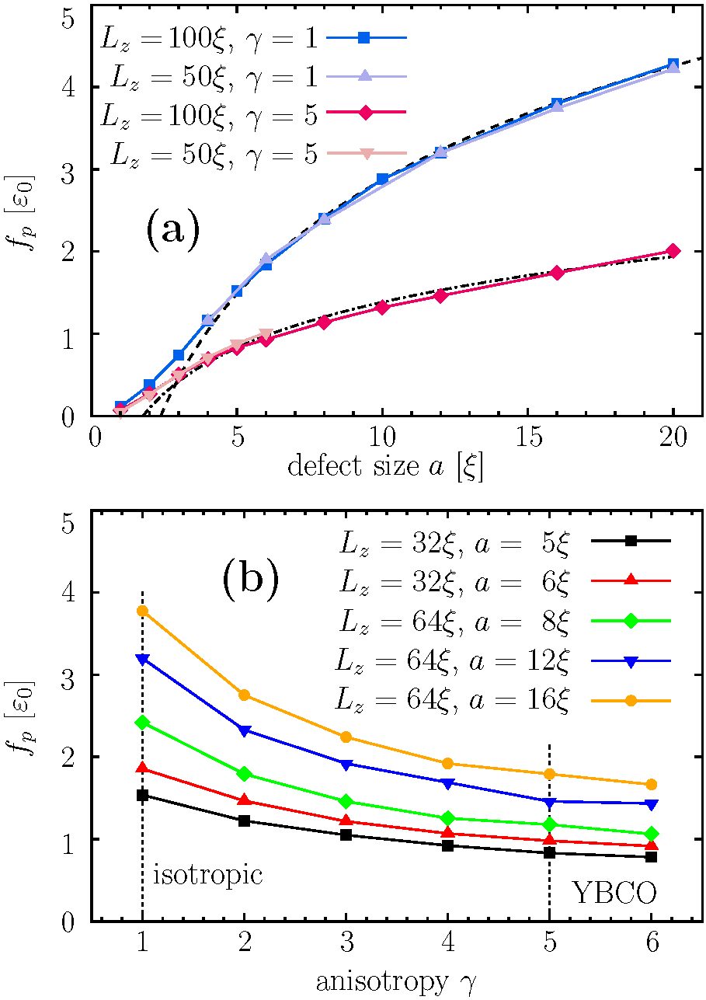 5
4
3
2
1
0
f_p [ε_0]
L_z = 100ξ, γ = 1
L_z = 50ξ, γ = 1
L_z = 100ξ, γ = 5
L_z = 50ξ, γ = 5
(a)
0 5 10 15 20
defect size a [ξ]
5
4
3
2
1
0
f_p [ε_0]
(b)
L_z = 32ξ, a = 5ξ
L_z = 32ξ, a = 6ξ
L_z = 64ξ, a = 8ξ
L_z = 64ξ, a = 12ξ
L_z = 64ξ, a = 16ξ
isotropic
YBCO
1 2 3 4 5 6
anisotropy γ